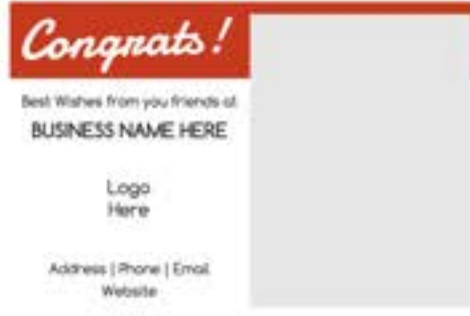 Congrats!
Best Wishes from you friends at
BUSINESS NAME HERE
Logo
Here
Address | Phone | Email
Website